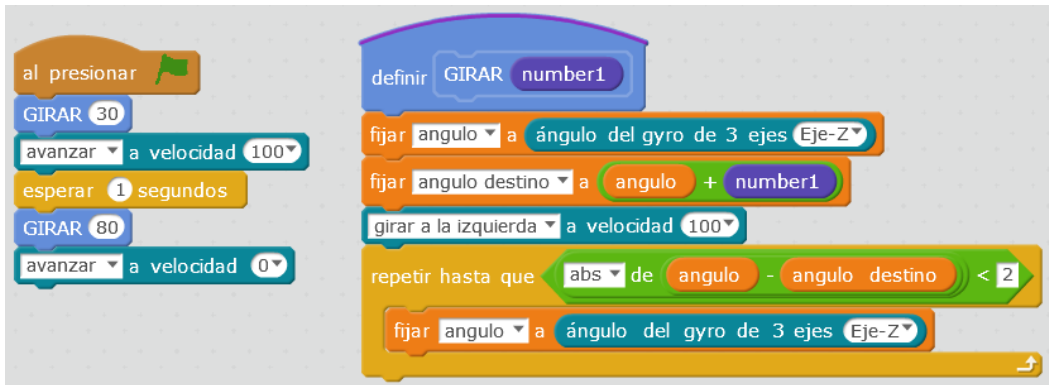 al presionar
GIRAR 30
avanzar a velocidad 100
esperar 1 segundos
GIRAR 80
avanzar a velocidad 0
definir GIRAR number1
fijar angulo a ángulo del gyro de 3 ejes Eje-Z
fijar angulo destino a angulo + number1
girar a la izquierda a velocidad 100
repetir hasta que abs de angulo - angulo destino < 2
fijar angulo a ángulo del gyro de 3 ejes Eje-Z